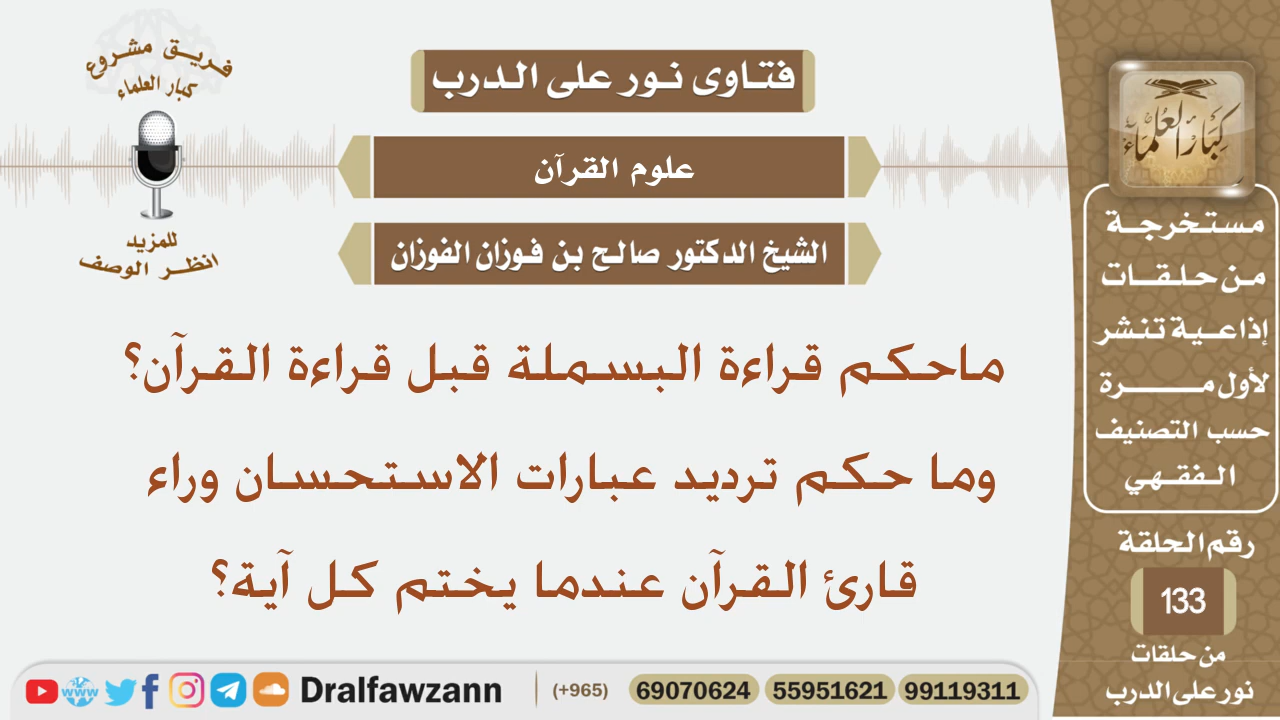 فريق مشروع
كبار العلماء
للمزيد
انظر الوصف
فتاوى نور على الدرب
علوم القرآن
الشيخ الدكتور صالح بن فوزان الفوزان
ماحكم قراءة البسملة قبل قراءة القرآن؟
وما حكم ترديد عبارات الاستحسان وراء
قارئ القرآن عندما يختم كل آية؟
كبار العلماء
مستخرجة
من حلقات
إذاعية تنشر
لأول مرة
حسب التصنيف
الفقهي
رقم الحلقة
133
من حلقات
نور على الدرب
www Dralfawzann (+965) 69070624 55951621 99119311